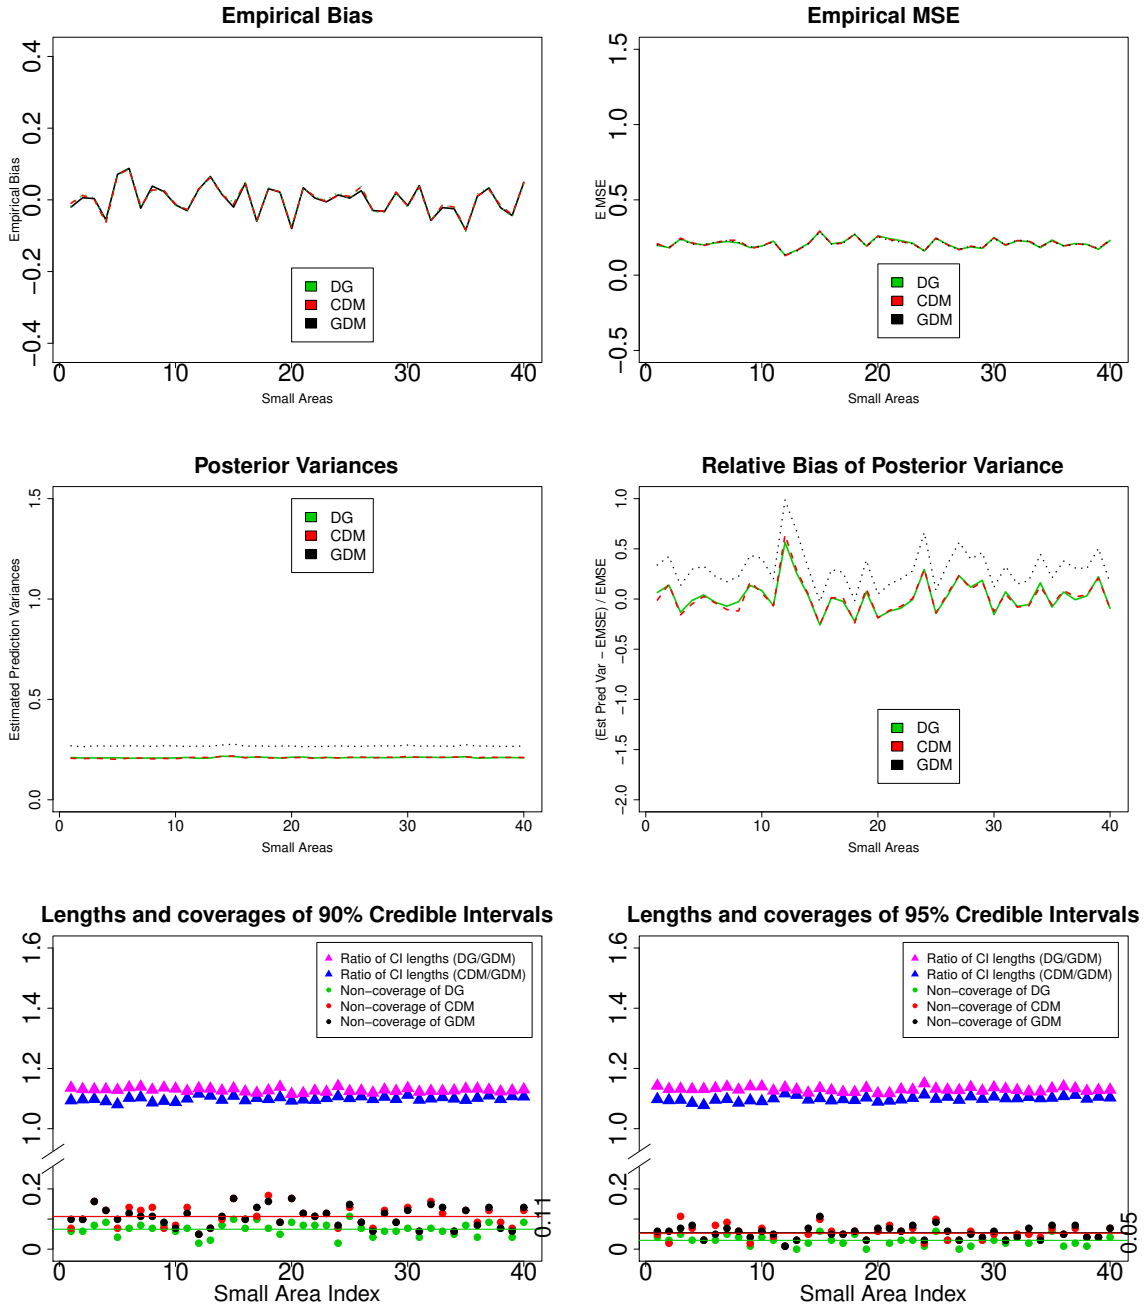 Empirical Bias
Empirical Bias
0.4
0.2
0.0
−0.2
−0.4
DG
CDM
GDM
0 10 20 30 40
Small Areas
Empirical MSE
E MSE
1.5
1.0
0.5
0.0
−0.5
DG
CDM
GDM
0 10 20 30 40
Small Areas
Posterior Variances
Estimated Prediction Variances
1.5
1.0
0.5
0.0
DG
CDM
GDM
0 10 20 30 40
Small Areas
Relative Bias of Posterior Variance
(Est Pred Var − EMSE) / EMSE
1.0
0.5
0.0
−0.5
−1.0
−1.5
−2.0
DG
CDM
GDM
0 10 20 30 40
Small Areas
Lengths and coverages of 90% Credible Intervals
1.6
1.4
1.2
1.0
0.2
0
Ratio of CI lengths (DG/GDM)
Ratio of CI lengths (CDM/GDM)
Non−coverage of DG
Non−coverage of CDM
Non−coverage of GDM
0.11
0 10 20 30 40
Small Area Index
Lengths and coverages of 95% Credible Intervals
1.6
1.4
1.2
1.0
0.2
0
Ratio of CI lengths (DG/GDM)
Ratio of CI lengths (CDM/GDM)
Non−coverage of DG
Non−coverage of CDM
Non−coverage of GDM
0.05
0 10 20 30 40
Small Area Index